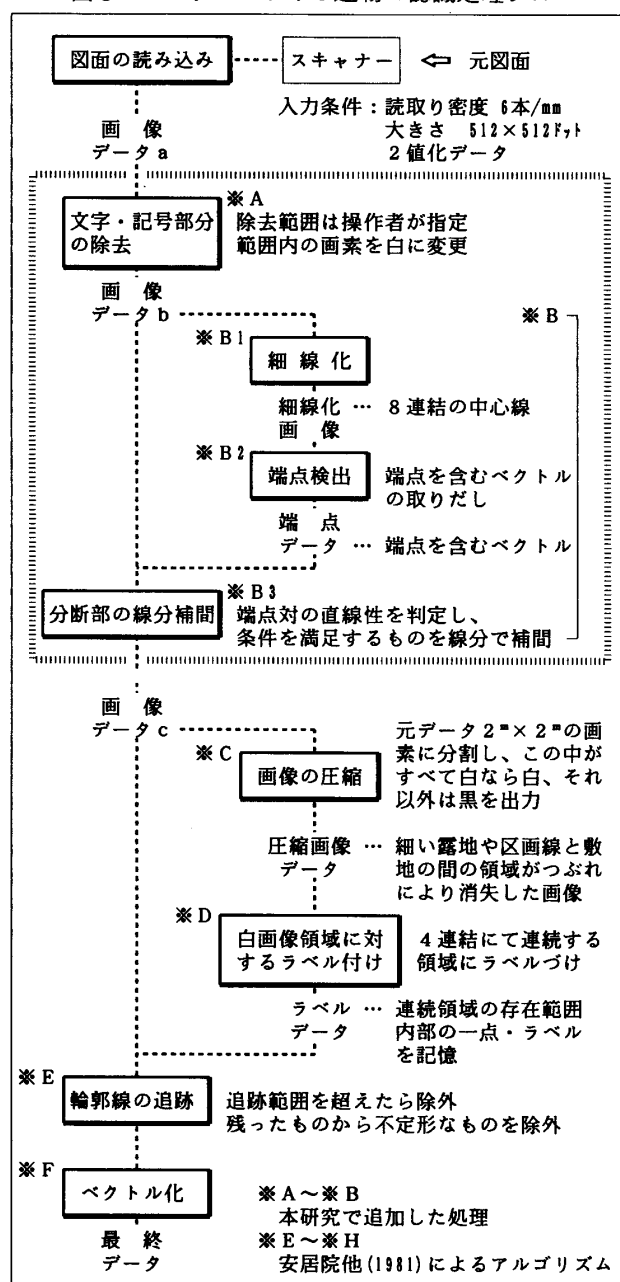 図面の読み込み
スキャナー ⇦ 元図面
入力条件：読取り密度 6本/mm
大きさ 512×512ドット
2値化データ
画 像
データa
※A
文字・記号部分
の除去
除去範囲は操作者が指定
範囲内の画素を白に変更
画 像
データb
※B
※B1
細 線 化
細線化 … 8連結の中心線
画 像
※B2
端点検出
端点を含むベクトル
の取りだし
端 点
データ … 端点を含むベクトル
※B3
分断部の線分補間
端点対の直線性を判定し、
条件を満足するものを線分で補間
画 像
データc
※C
画像の圧縮
元データ2ᵐ×2ᵐの画
素に分割し、この中が
すべて白なら白、それ
以外は黒を出力
圧縮画像 … 細い露地や区画線と敷
データ 地の間の領域がつぶれ
により消失した画像
※D
白画像領域に対
するラベル付け
4連結にて連続する
領域にラベルづけ
ラベル … 連続領域の存在範囲
データ 内部の一点・ラベル
を記憶
※E
輪郭線の追跡
追跡範囲を超えたら除外
残ったものから不定形なものを除外
※F
ベクトル化
最 終
データ
※A～※B
本研究で追加した処理
※E～※H
安居院他(1981)によるアルゴリズム